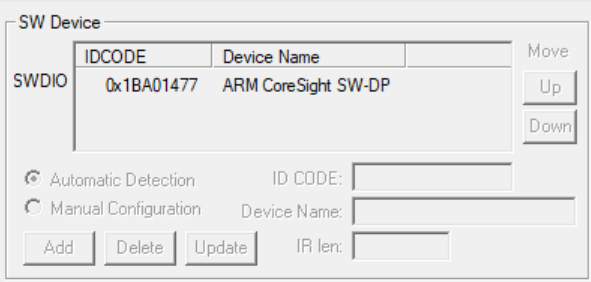 SW Device
IDCODE Device Name
Move
SWDIO 0x1BA01477 ARM CoreSight SW-DP
Up
Down
Automatic Detection ID CODE:
Manual Configuration Device Name:
Add Delete Update IR len: